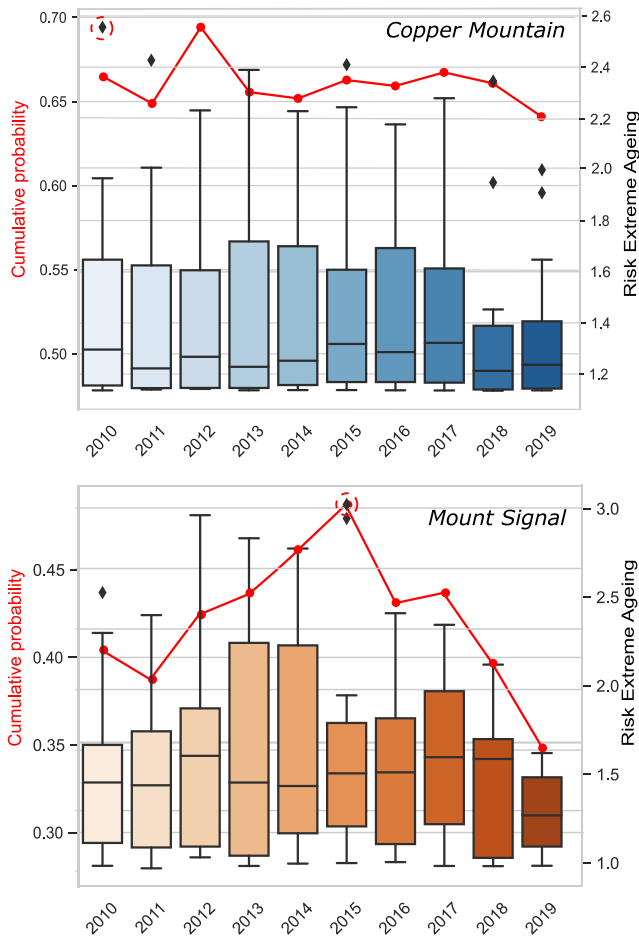 Copper Mountain
Cumulative probability
0.70
0.65
0.60
0.55
0.50
2.6
2.4
2.2
2.0
1.8
1.6
1.4
1.2
Risk Extreme Ageing
2010 2011 2012 2013 2014 2015 2016 2017 2018 2019
Mount Signal
Cumulative probability
0.45
0.40
0.35
0.30
3.0
2.5
2.0
1.5
1.0
Risk Extreme Ageing
2010 2011 2012 2013 2014 2015 2016 2017 2018 2019